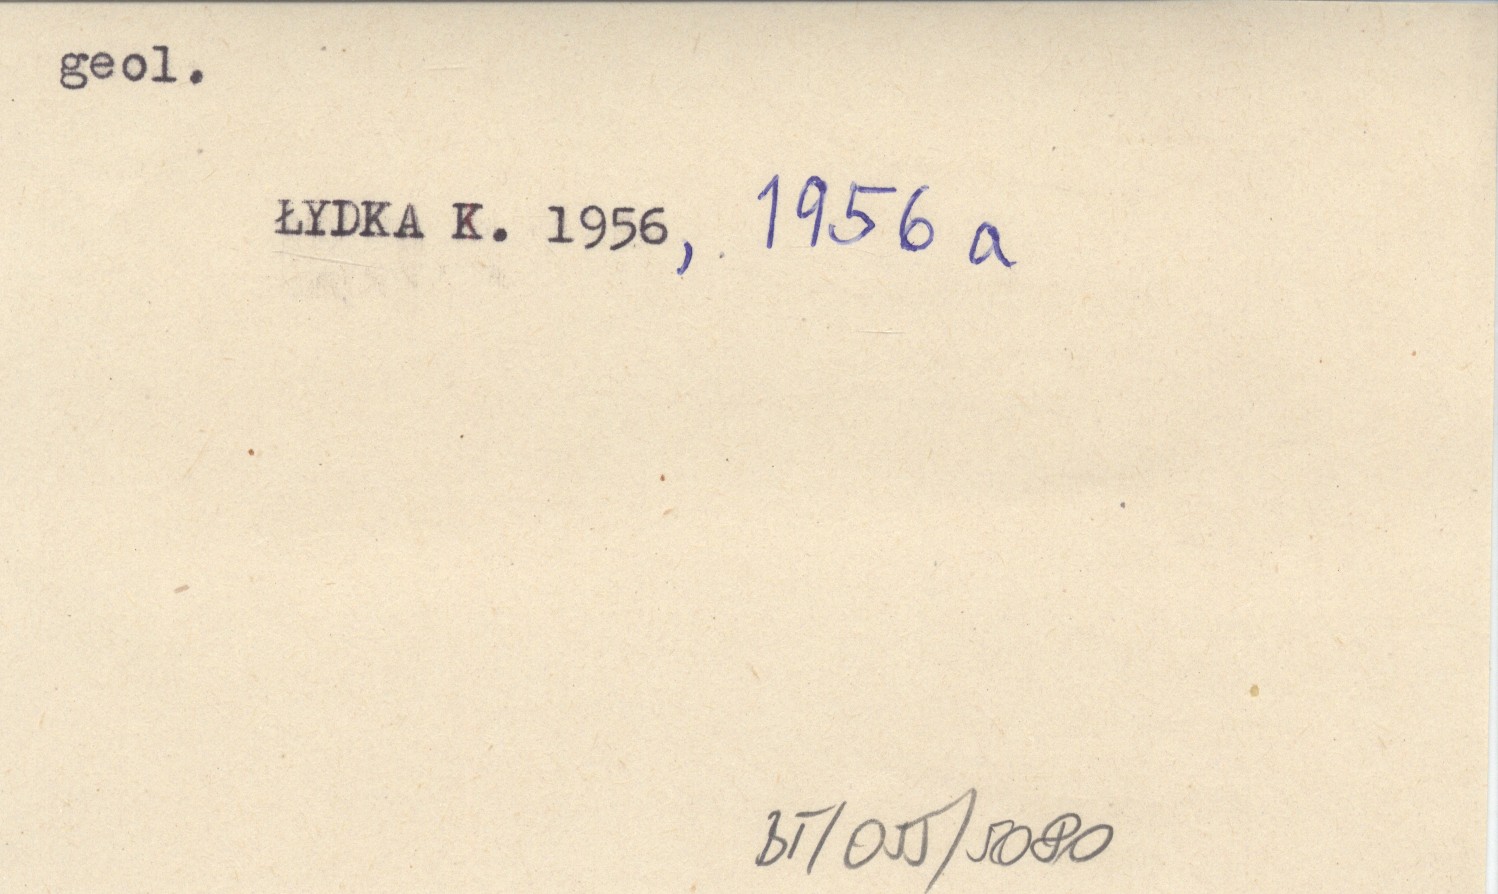 geol.
ŁYDKA K. 1956, 1956 a
BT/055/5080